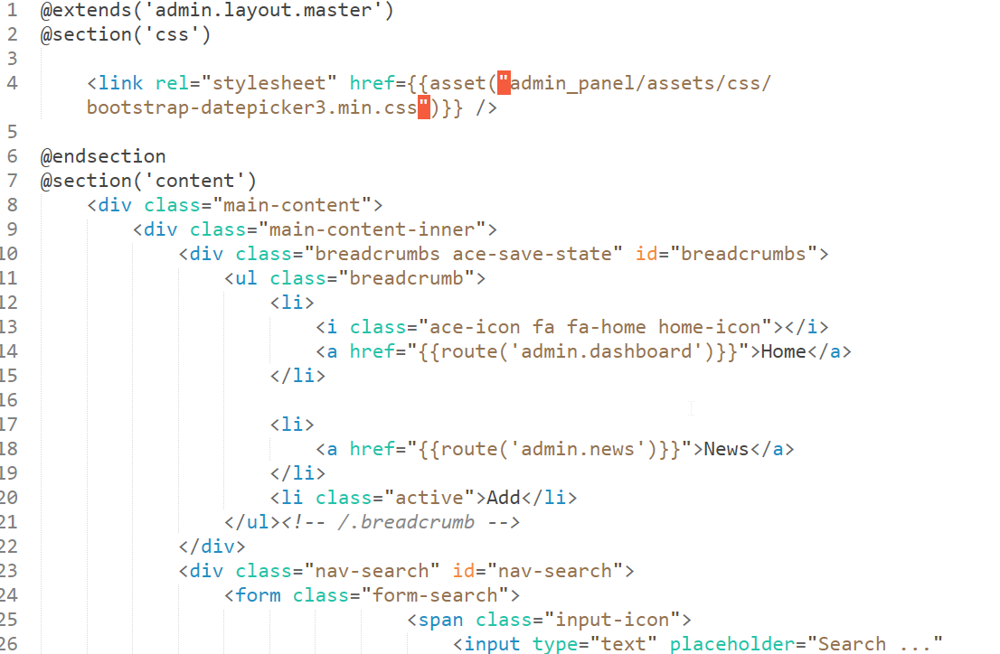 1 @extends('admin.layout.master')
2 @section('css')
3
4 <link rel="stylesheet" href={{asset("admin_panel/assets/css/
bootstrap-datepicker3.min.css")}} />
5
6 @endsection
7 @section('content')
8 <div class="main-content">
9 <div class="main-content-inner">
10 <div class="breadcrumbs ace-save-state" id="breadcrumbs">
11 <ul class="breadcrumb">
12 <li>
13 <i class="ace-icon fa fa-home home-icon"></i>
14 <a href="{{route('admin.dashboard')}}">Home</a>
15 </li>
16
17 <li>
18 <a href="{{route('admin.news')}}">News</a>
19 </li>
20 <li class="active">Add</li>
21 </ul><!-- /.breadcrumb -->
22 </div>
23 <div class="nav-search" id="nav-search">
24 <form class="form-search">
25 <span class="input-icon">
26 <input type="text" placeholder="Search ..."